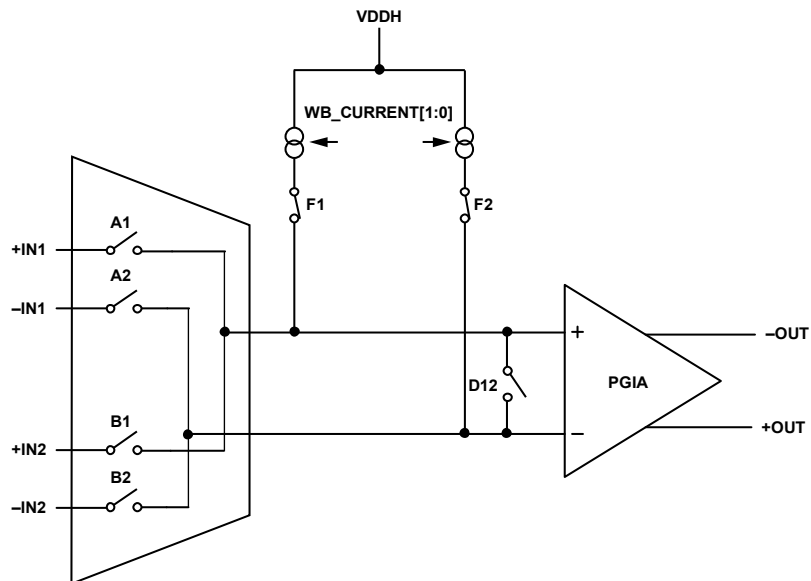 VDDH
WB_CURRENT[1:0]
F1
F2
A1
+IN1
A2
–IN1
+
–OUT
D12
PGIA
B1
–
+OUT
+IN2
B2
–IN2